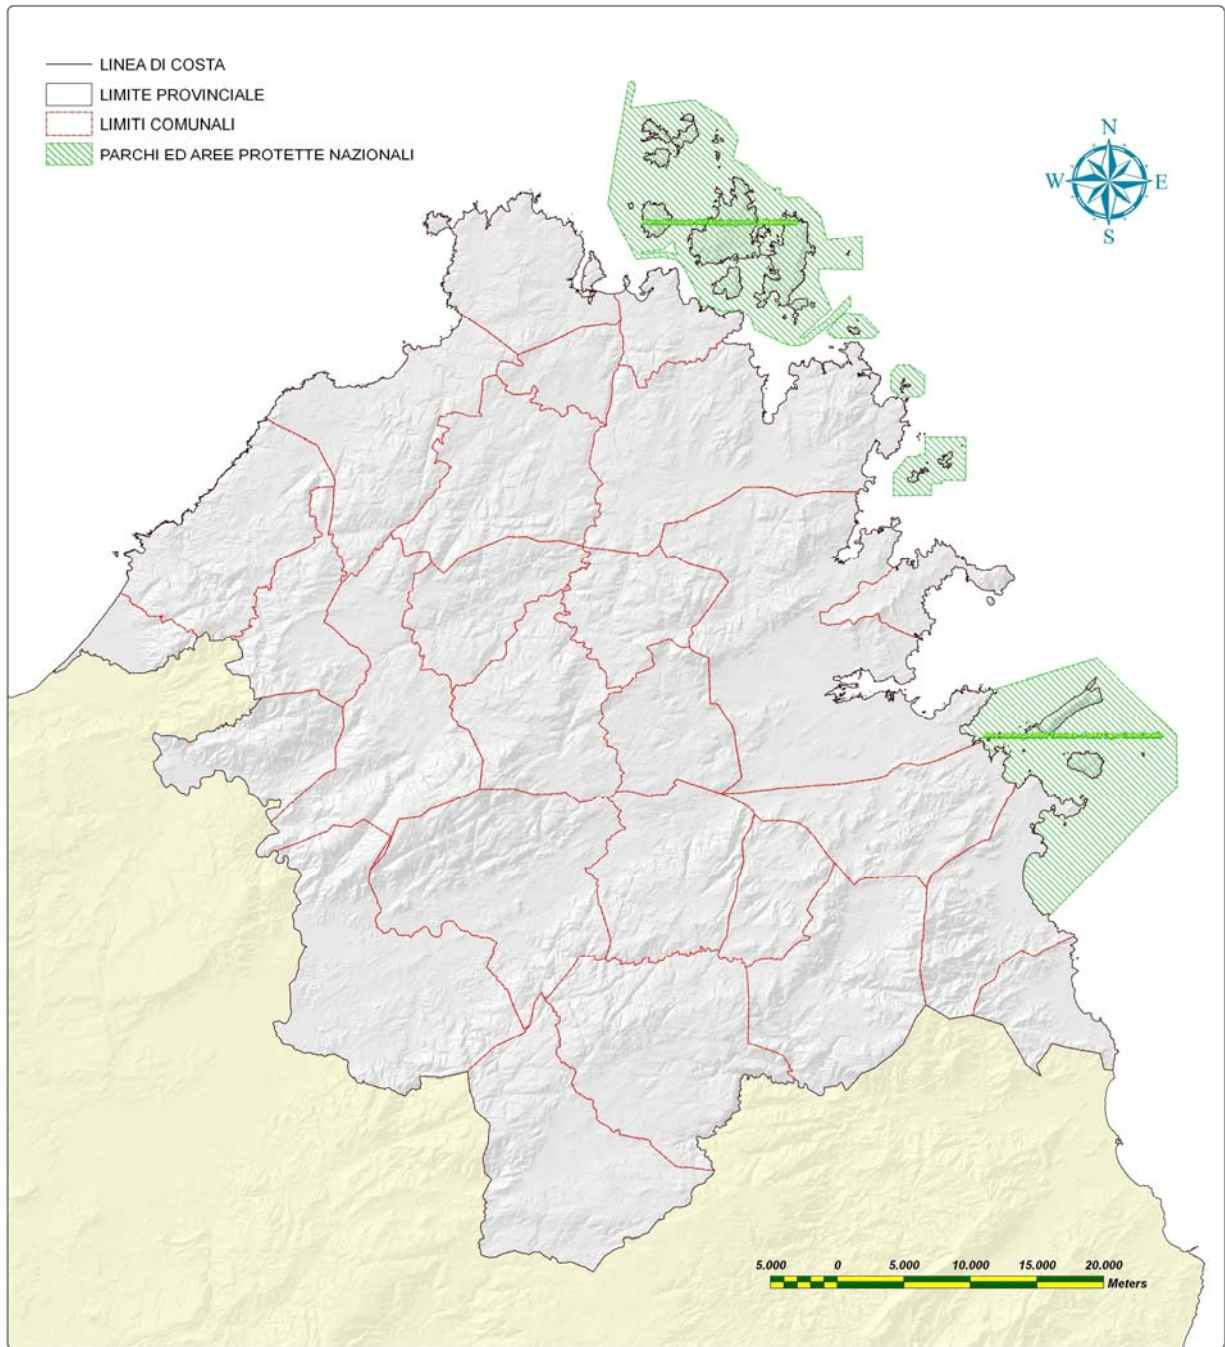 LINEA DI COSTA
LIMITE PROVINCIALE
LIMITI COMUNALI
PARCHI ED AREE PROTETTE NAZIONALI
N
W E
S
5.000 0 5.000 10.000 15.000 20.000
Meters